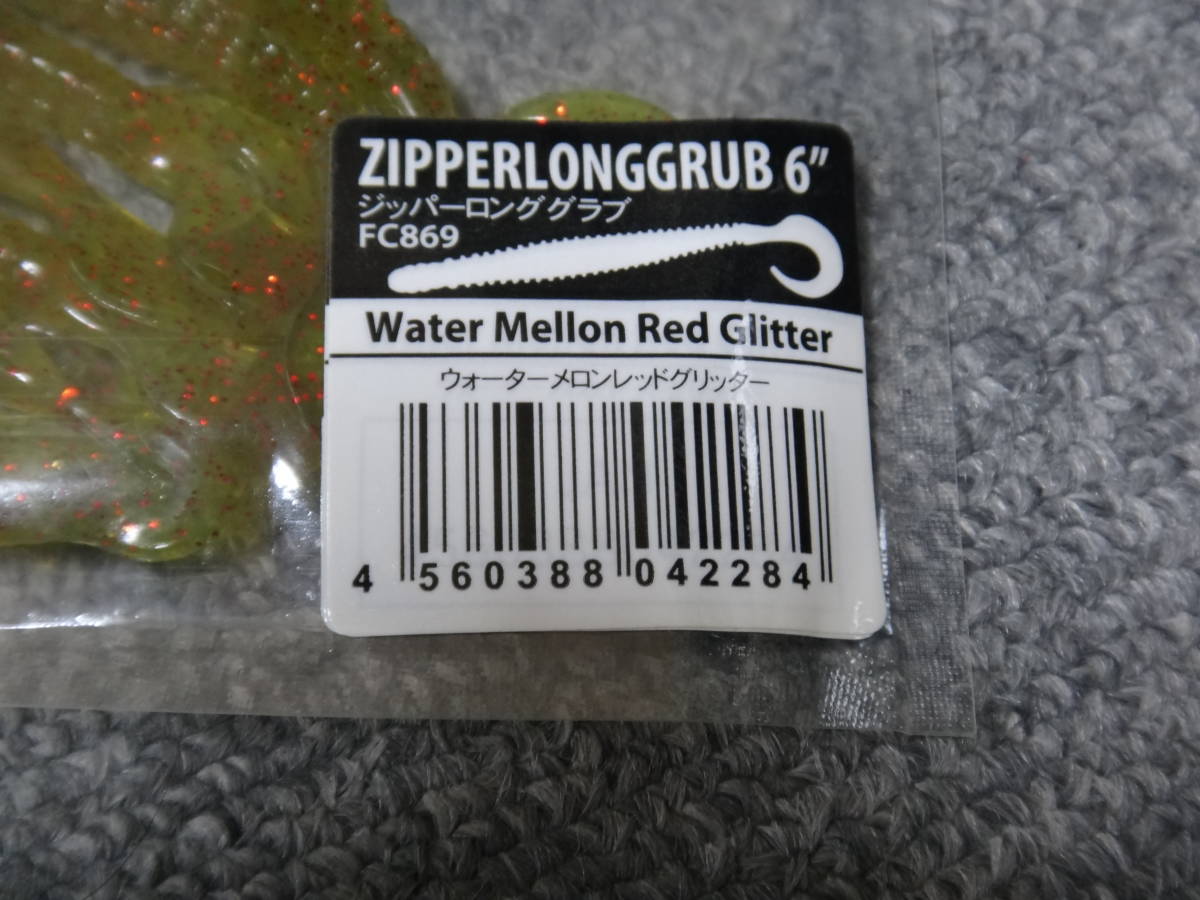 ZIPPERLONGGRUB 6”
ジッパーロンググラブ
FC869
Water Mellon Red Glitter
ウォーターメロンレッドグリッター
4 560388 042284